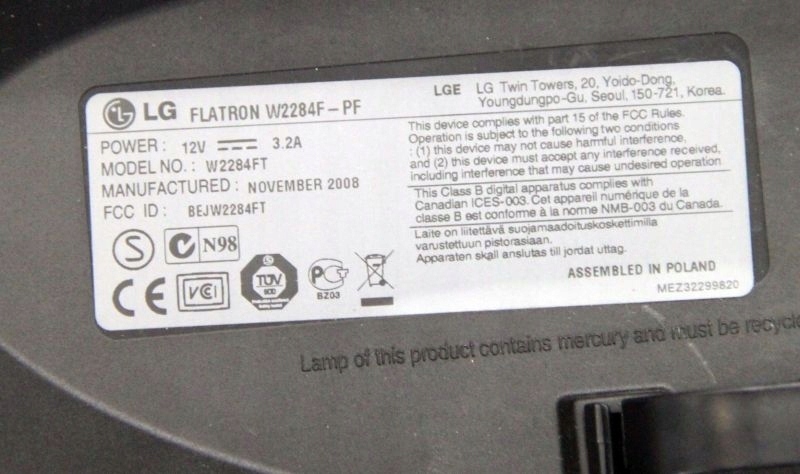 LG FLATRON W2284F-PF
POWER: 12V 3.2A
MODEL NO.: W2284FT
MANUFACTURED: NOVEMBER 2008
FCC ID: BEJW2284FT
S
N98
CE
VCCI
TÜV
PCT
BZ03
LGE LG Twin Towers, 20, Yoido-Dong,
Youngdungpo-Gu, Seoul, 150-721, Korea.
This device complies with part 15 of the FCC Rules.
Operation is subject to the following two conditions
: (1) this device may not cause harmful interference,
and (2) this device must accept any interference received,
including interference that may cause undesired operation
This Class B digital apparatus complies with
Canadian ICES-003. Cet appareil numérique de la
classe B est conforme à la norme NMB-003 du Canada.
Laite on liitettävä suojamaadoituskoskettimilla
varustettuun pistorasiaan.
Apparaten skall anslutas till jordat uttag.
ASSEMBLED IN POLAND
MEZ32299820
Lamp of this product contains mercury and must be recycle